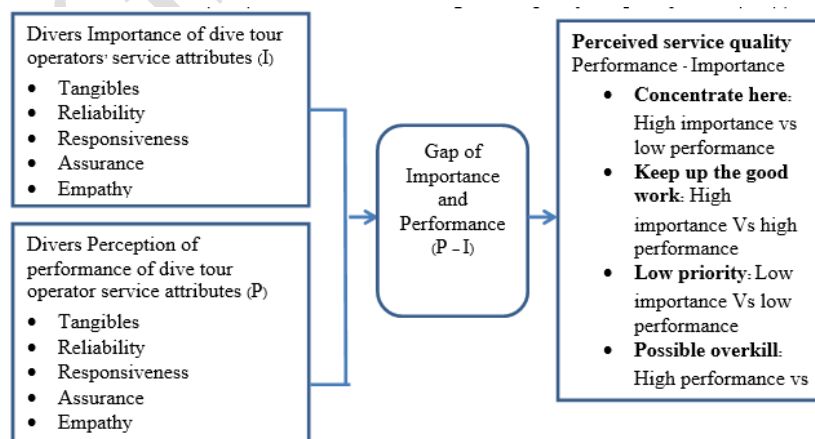 Divers Importance of dive tour
operators' service attributes (I)
• Tangibles
• Reliability
• Responsiveness
• Assurance
• Empathy
Divers Perception of
performance of dive tour
operator service attributes (P)
• Tangibles
• Reliability
• Responsiveness
• Assurance
• Empathy
Gap of
Importance
and
Performance
(P – I)
Perceived service quality
Performance - Importance
• Concentrate here:
High importance vs
low performance
• Keep up the good
work: High
importance Vs high
performance
• Low priority: Low
importance Vs low
performance
• Possible overkill:
High performance vs